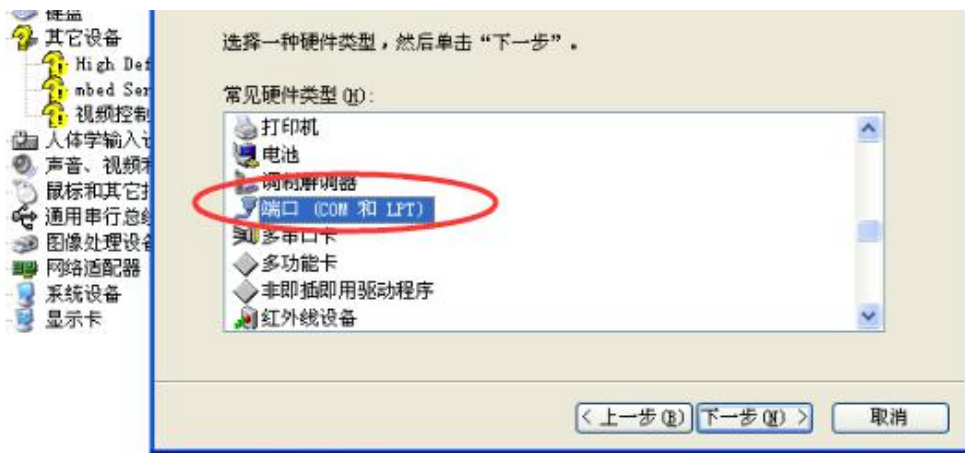 键盘
其它设备
High Def
mbed Ser
视频控制
人体学输入
声音、视频
鼠标和其它
通用串行总
图像处理设
网络适配器
系统设备
显示卡
选择一种硬件类型，然后单击“下一步”。
常见硬件类型(H):
打印机
电池
调制解调器
端口 (COM 和 LPT)
多串口卡
多功能卡
非即插即用驱动程序
红外线设备
< 上一步(B)
下一步(N) >
取消